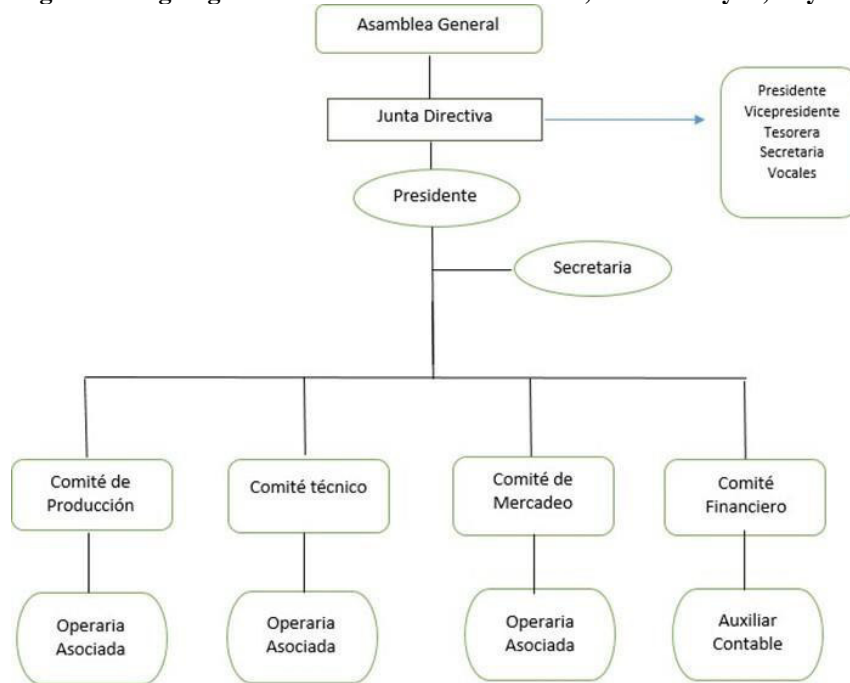 Asamblea General
Junta Directiva
Presidente
Vicepresidente
Tesorera
Secretaria
Vocales
Presidente
Secretaria
Comité de
Producción
Comité técnico
Comité de
Mercadeo
Comité
Financiero
Operaria
Asociada
Operaria
Asociada
Operaria
Asociada
Auxiliar
Contable